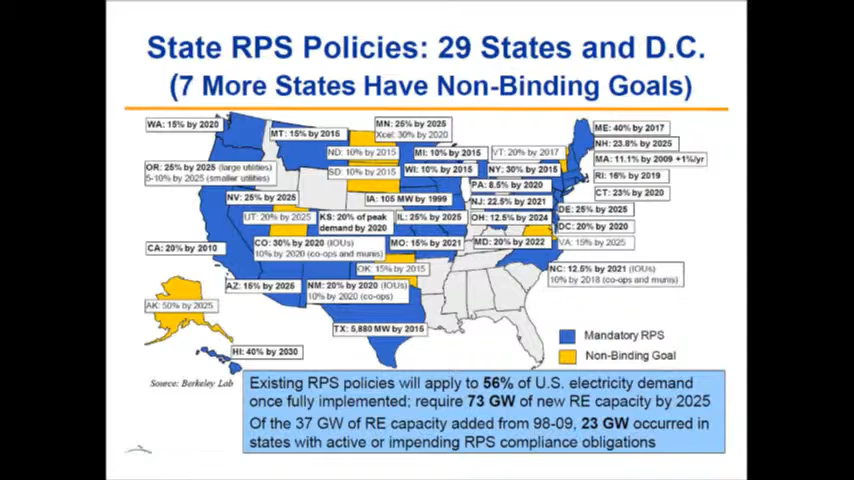 State RPS Policies: 29 States and D.C.
(7 More States Have Non-Binding Goals)
WA: 15% by 2020
MT: 15% by 2015
MN: 25% by 2025
Xcel: 30% by 2020
ME: 40% by 2017
NH: 23.8% by 2025
ND: 10% by 2015
MI: 10% by 2015
VT: 20% by 2017
MA: 11.1% by 2009 +1%/yr
OR: 25% by 2025 (large utilities)
5-10% by 2025 (smaller utilities)
SD: 10% by 2015
WI: 10% by 2015
NY: 30% by 2015
RI: 16% by 2019
PA: 8.5% by 2020
CT: 23% by 2020
NV: 25% by 2025
IA: 105 MW by 1999
NJ: 22.5% by 2021
DE: 25% by 2025
UT: 20% by 2025
KS: 20% of peak
demand by 2020
IL: 25% by 2025
OH: 12.5% by 2024
DC: 20% by 2020
CA: 20% by 2010
CO: 30% by 2020 (IOUs)
10% by 2020 (co-ops and munis)
MO: 15% by 2021
MD: 20% by 2022
VA: 15% by 2025
OK: 15% by 2015
NC: 12.5% by 2021 (IOUs)
10% by 2018 (co-ops and munis)
AZ: 15% by 2025
NM: 20% by 2020 (IOUs)
10% by 2020 (co-ops)
AK: 50% by 2025
TX: 5,880 MW by 2015
HI: 40% by 2030
Mandatory RPS
Non-Binding Goal
Source: Berkeley Lab
Existing RPS policies will apply to 56% of U.S. electricity demand
once fully implemented; require 73 GW of new RE capacity by 2025
Of the 37 GW of RE capacity added from 98-09, 23 GW occurred in
states with active or impending RPS compliance obligations